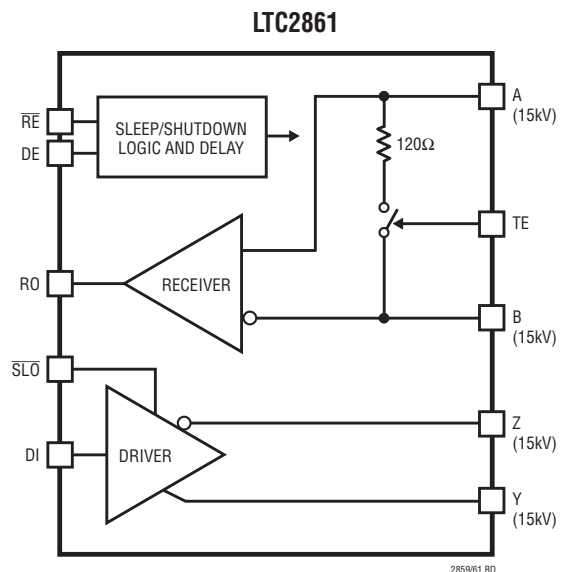 LTC2861
RE
DE
SLEEP/SHUTDOWN
LOGIC AND DELAY
A
(15kV)
120Ω
TE
RO
RECEIVER
B
(15kV)
SLO
Z
(15kV)
DI
DRIVER
Y
(15kV)
2859/61 BD